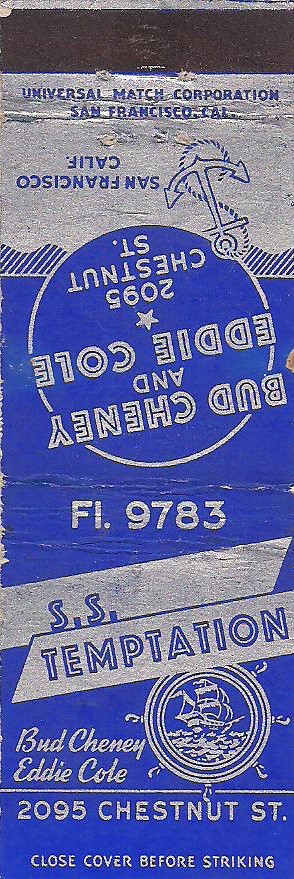 UNIVERSAL MATCH CORPORATION
SAN FRANCISCO, CAL.
BUD CHENEY
AND
EDDIE COLE
2095
CHESTNUT
ST.
SAN FRANCISCO
CALIF.
FI. 9783
S.S.
TEMPTATION
Bud Cheney
Eddie Cole
2095 CHESTNUT ST.
CLOSE COVER BEFORE STRIKING